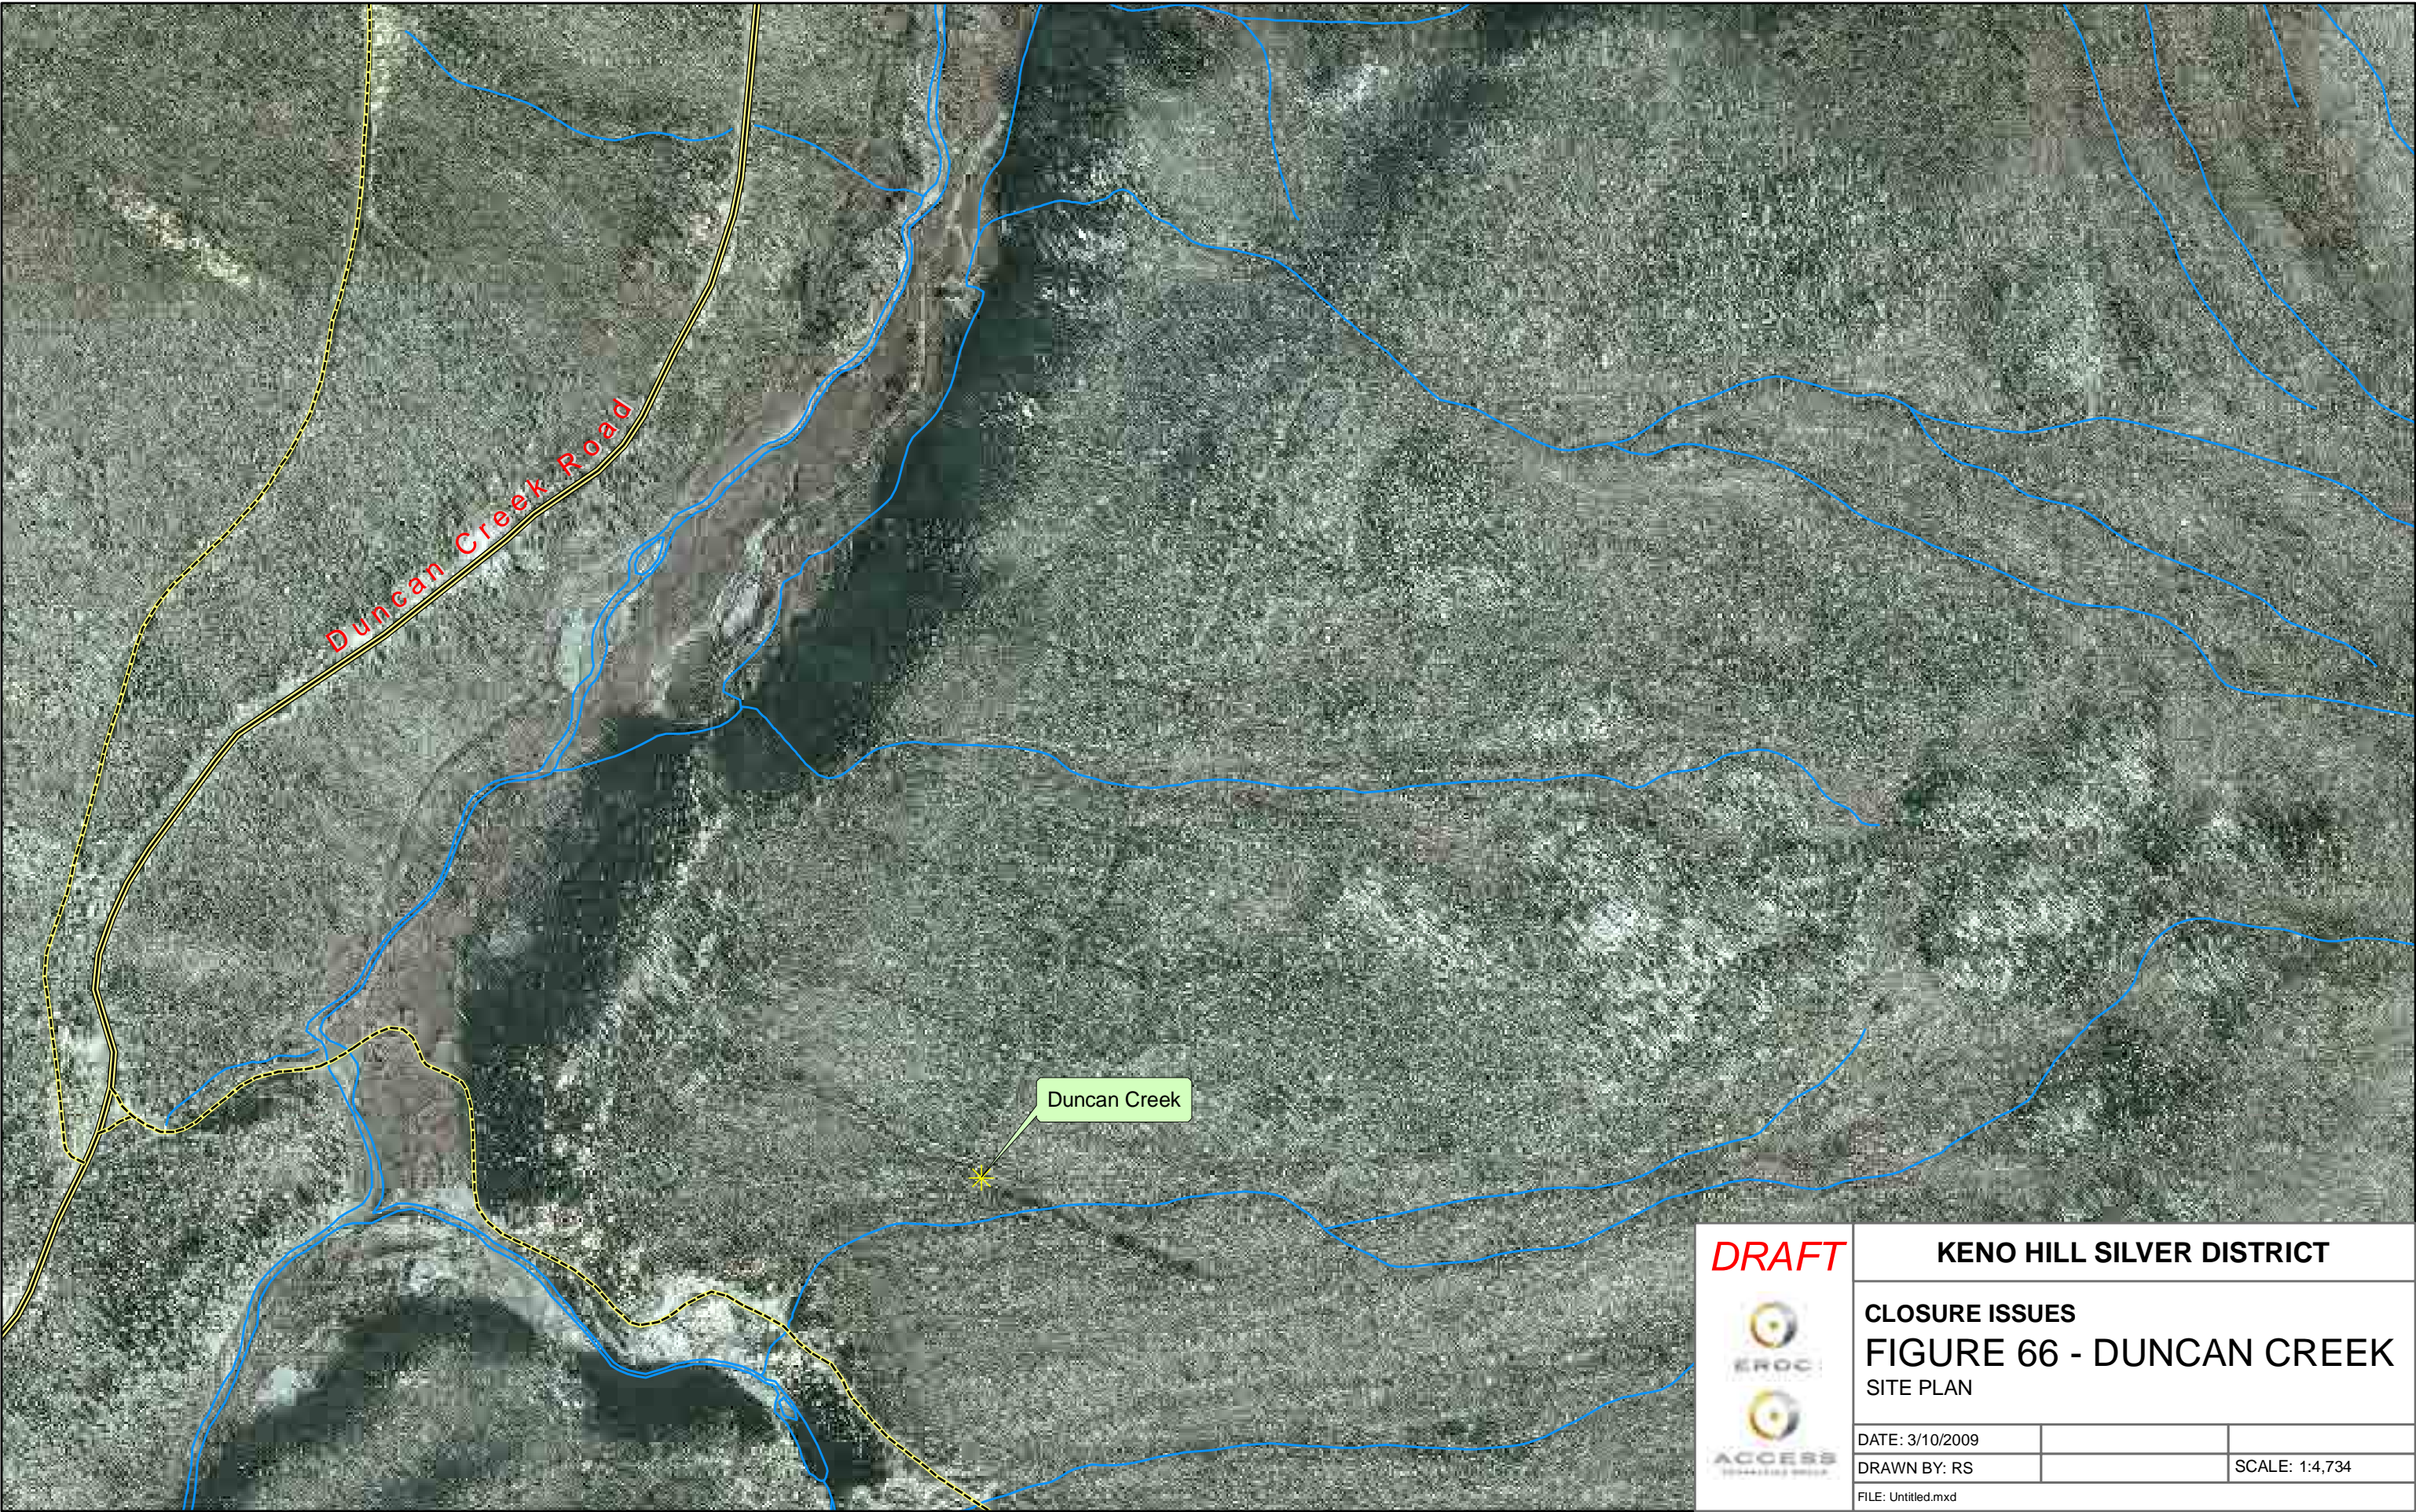 Duncan Creek Road
Duncan Creek
DRAFT
KENO HILL SILVER DISTRICT
CLOSURE ISSUES
FIGURE 66 - DUNCAN CREEK
SITE PLAN
EROC
ACCESS
DATE: 3/10/2009
DRAWN BY: RS
SCALE: 1:4,734
FILE: Untitled.mxd